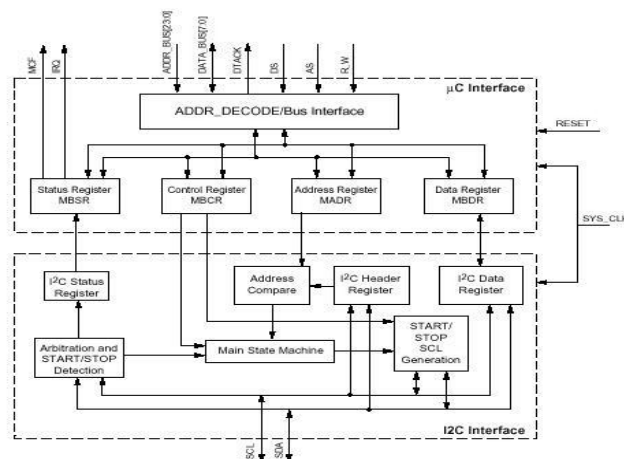 MCF
IRQ
ADDR_BUS[23:0]
DATA_BUS[7:0]
DTACK
DS
AS
R_W
µC Interface
ADDR_DECODE/Bus Interface
RESET
Status Register
MBSR
Control Register
MBCR
Address Register
MADR
Data Register
MBDR
SYS_CL
I²C Status
Register
Address
Compare
I²C Header
Register
I²C Data
Register
Arbitration and
START/STOP
Detection
Main State Machine
START/
STOP
SCL
Generation
I2C Interface
SCL
SDA